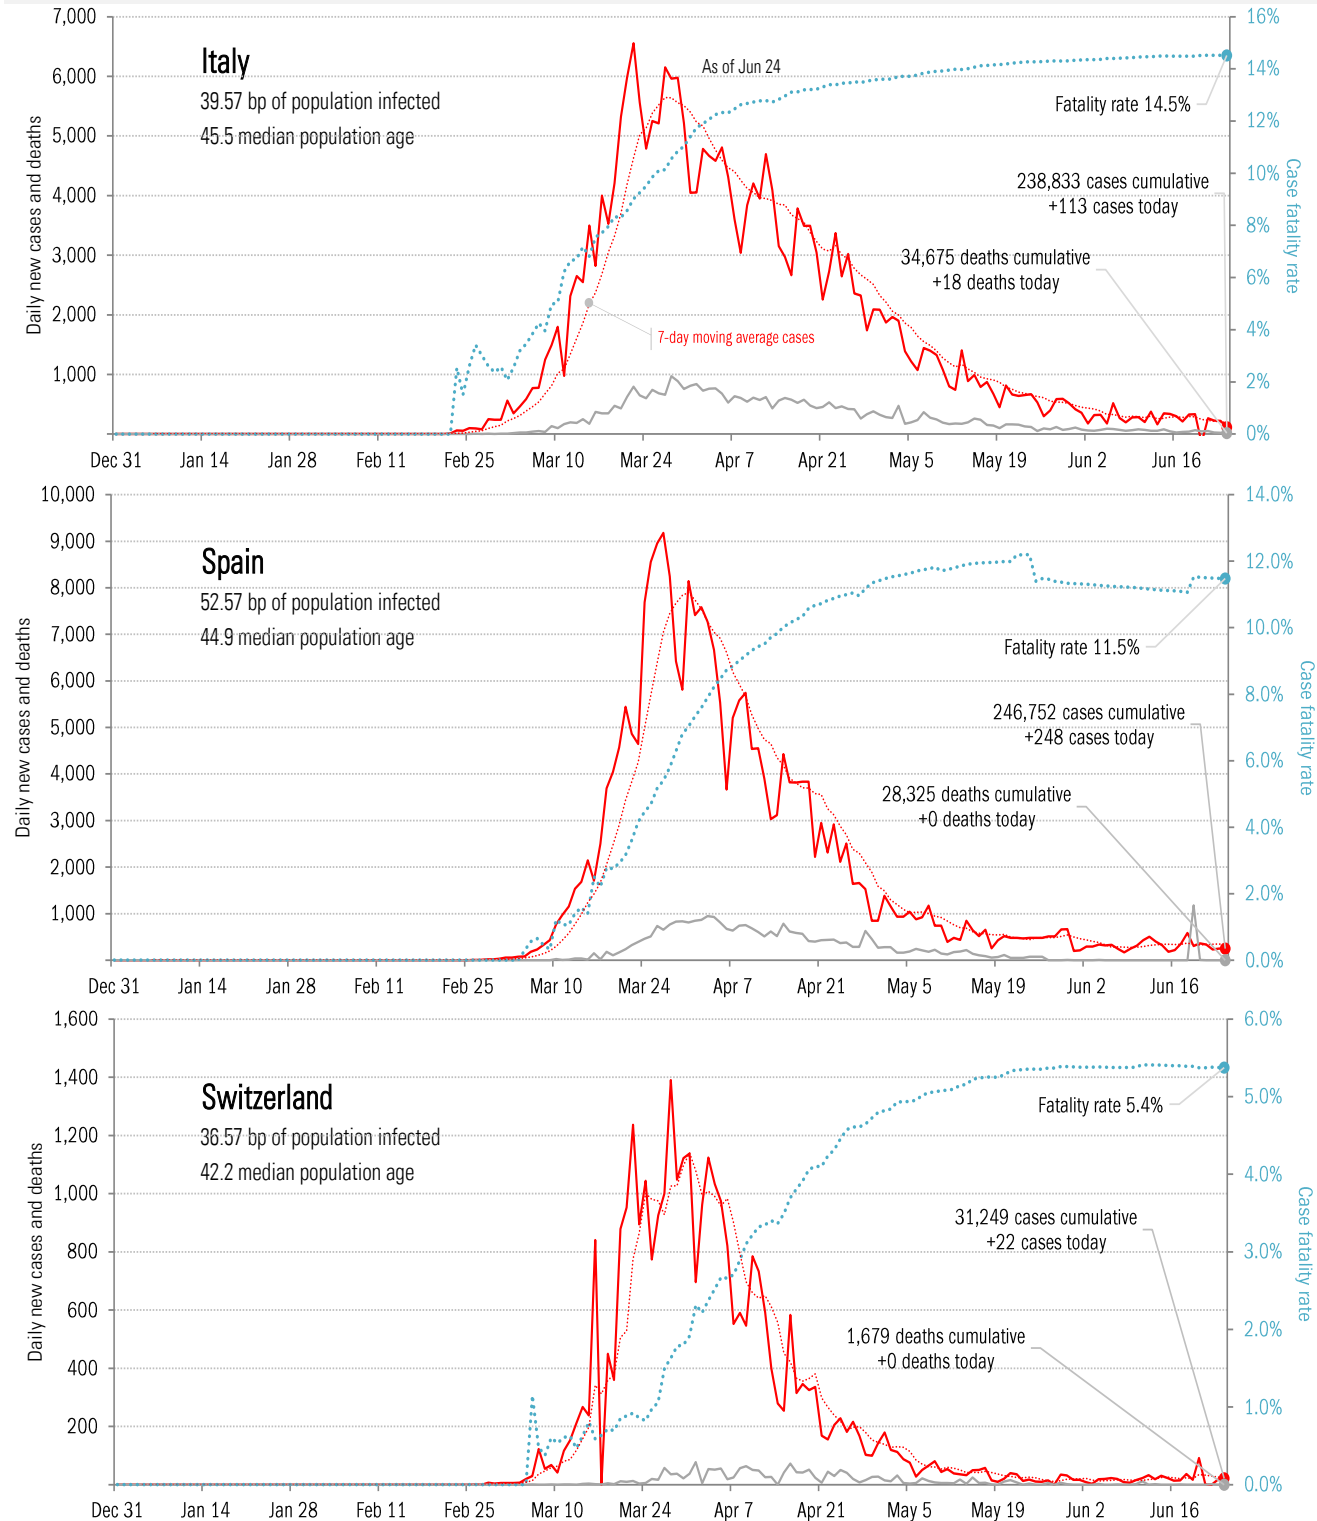 7,000
16%
Italy
39.57 bp of population infected
45.5 median population age
As of Jun 24
6,000
14%
Fatality rate 14.5%
5,000
12%
4,000
10%
238,833 cases cumulative
+113 cases today
3,000
8%
34,675 deaths cumulative
+18 deaths today
6%
2,000
4%
7-day moving average cases
1,000
2%
0%
Daily new cases and deaths
Case fatality rate
Dec 31 Jan 14 Jan 28 Feb 11 Feb 25 Mar 10 Mar 24 Apr 7 Apr 21 May 5 May 19 Jun 2 Jun 16
10,000
14.0%
9,000
Spain
52.57 bp of population infected
44.9 median population age
12.0%
8,000
7,000
10.0%
Fatality rate 11.5%
6,000
8.0%
5,000
246,752 cases cumulative
+248 cases today
6.0%
4,000
28,325 deaths cumulative
+0 deaths today
3,000
4.0%
2,000
2.0%
1,000
0.0%
Daily new cases and deaths
Case fatality rate
Dec 31 Jan 14 Jan 28 Feb 11 Feb 25 Mar 10 Mar 24 Apr 7 Apr 21 May 5 May 19 Jun 2 Jun 16
1,600
6.0%
1,400
Switzerland
36.57 bp of population infected
42.2 median population age
5.0%
Fatality rate 5.4%
1,200
4.0%
1,000
31,249 cases cumulative
+22 cases today
800
3.0%
600
2.0%
1,679 deaths cumulative
+0 deaths today
400
1.0%
200
0.0%
Daily new cases and deaths
Case fatality rate
Dec 31 Jan 14 Jan 28 Feb 11 Feb 25 Mar 10 Mar 24 Apr 7 Apr 21 May 5 May 19 Jun 2 Jun 16